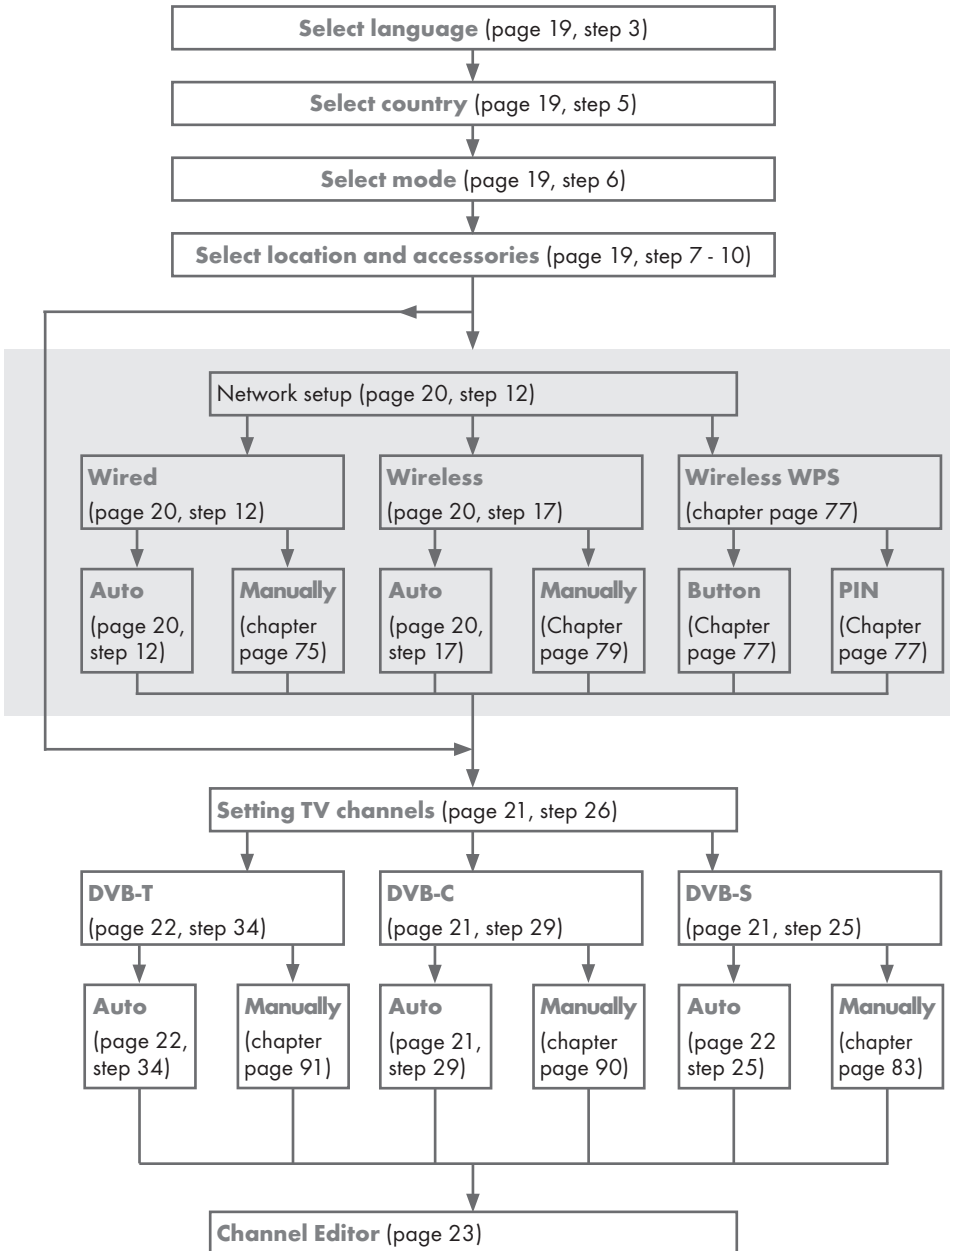 Select language (page 19, step 3)
Select country (page 19, step 5)
Select mode (page 19, step 6)
Select location and accessories (page 19, step 7 - 10)
Network setup (page 20, step 12)
Wired
(page 20, step 12)
Wireless
(page 20, step 17)
Wireless WPS
(chapter page 77)
Auto
(page 20,
step 12)
Manually
(chapter
page 75)
Auto
(page 20,
step 17)
Manually
(Chapter
page 79)
Button
(Chapter
page 77)
PIN
(Chapter
page 77)
Setting TV channels (page 21, step 26)
DVB-T
(page 22, step 34)
DVB-C
(page 21, step 29)
DVB-S
(page 21, step 25)
Auto
(page 22,
step 34)
Manually
(chapter
page 91)
Auto
(page 21,
step 29)
Manually
(chapter
page 90)
Auto
(page 22
step 25)
Manually
(chapter
page 83)
Channel Editor (page 23)